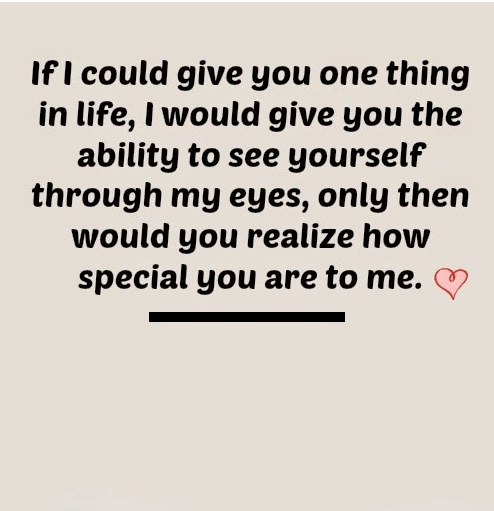 If I could give you one thing
in life, I would give you the
ability to see yourself
through my eyes, only then
would you realize how
special you are to me.